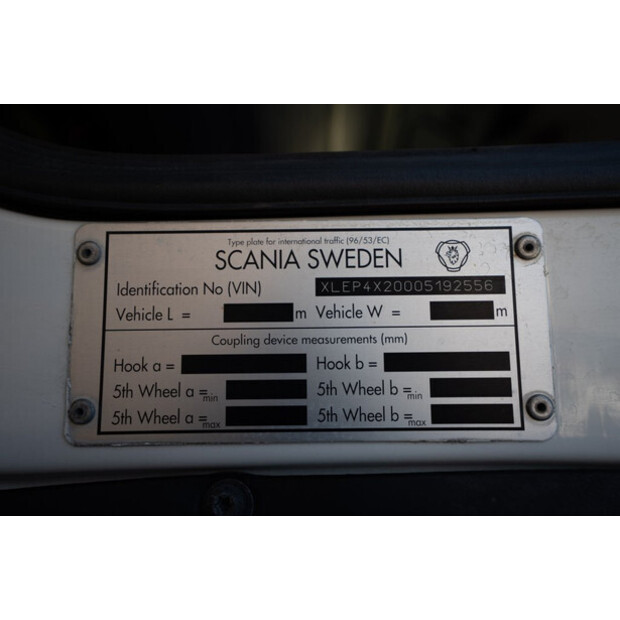 Type plate for international traffic (96/53/EC)
SCANIA SWEDEN
Identification No (VIN) XLEP4X20005192556
Vehicle L = m Vehicle W = m
Coupling device measurements (mm)
Hook a = Hook b =
5th Wheel a = min 5th Wheel b = min
5th Wheel a = max 5th Wheel b = max